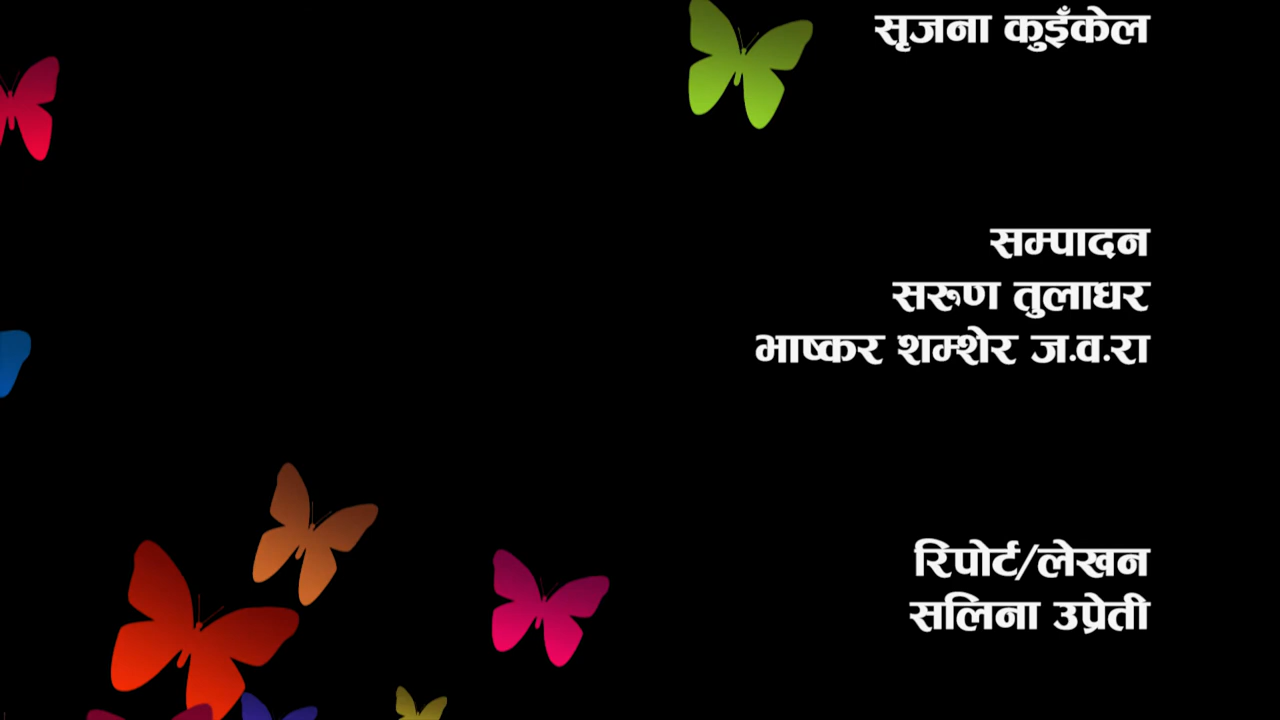 सृजना कुइँकेल
सम्पादन
सरुण तुलाधर
भाष्कर शम्शेर ज.व.रा
रिपोर्ट/लेखन
सलिना उप्रेती